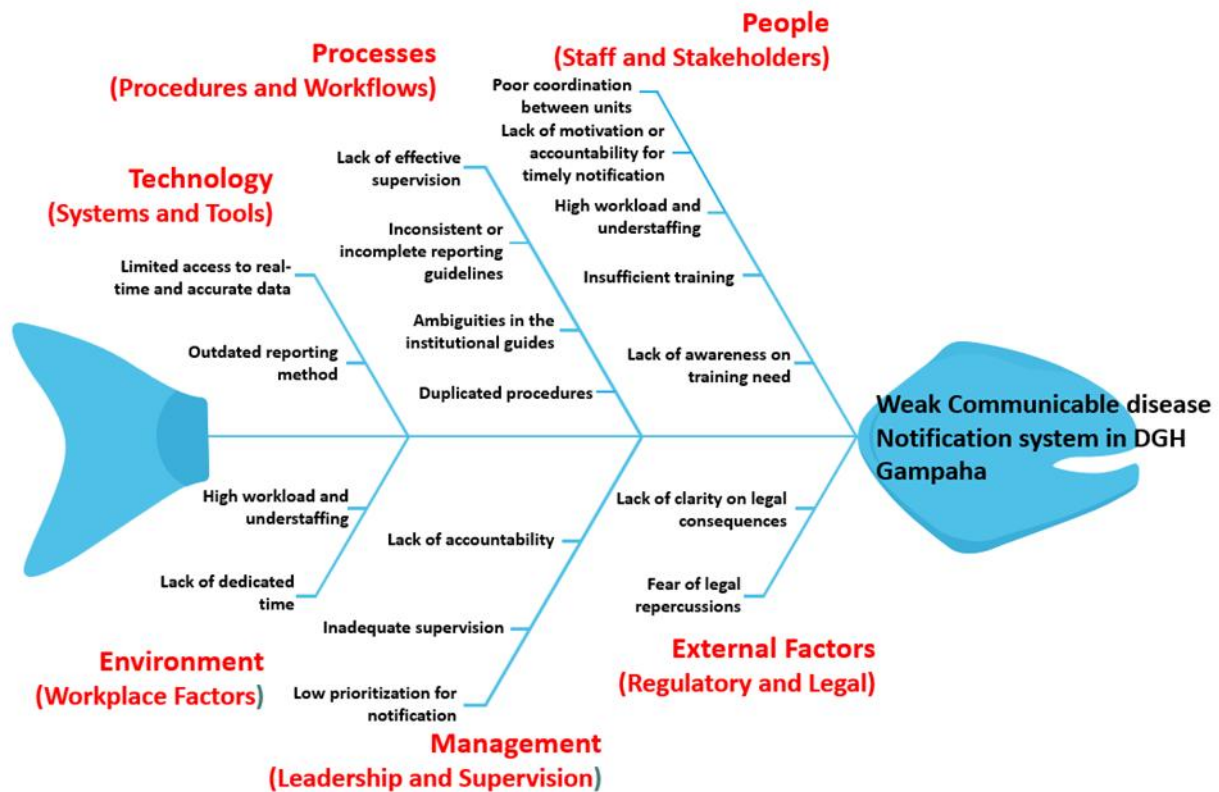 People
(Staff and Stakeholders)
Poor coordination
between units
Lack of motivation or
accountability for
timely notification
High workload and
understaffing
Insufficient training
Lack of awareness on
training need
Processes
(Procedures and Workflows)
Lack of effective
supervision
Inconsistent or
incomplete reporting
guidelines
Ambiguities in the
institutional guides
Duplicated procedures
Technology
(Systems and Tools)
Limited access to real-
time and accurate data
Outdated reporting
method
Weak Communicable disease
Notification system in DGH
Gampaha
High workload and
understaffing
Lack of dedicated
time
Environment
(Workplace Factors)
Lack of accountability
Inadequate supervision
Low prioritization for
notification
Management
(Leadership and Supervision)
Lack of clarity on legal
consequences
Fear of legal
repercussions
External Factors
(Regulatory and Legal)